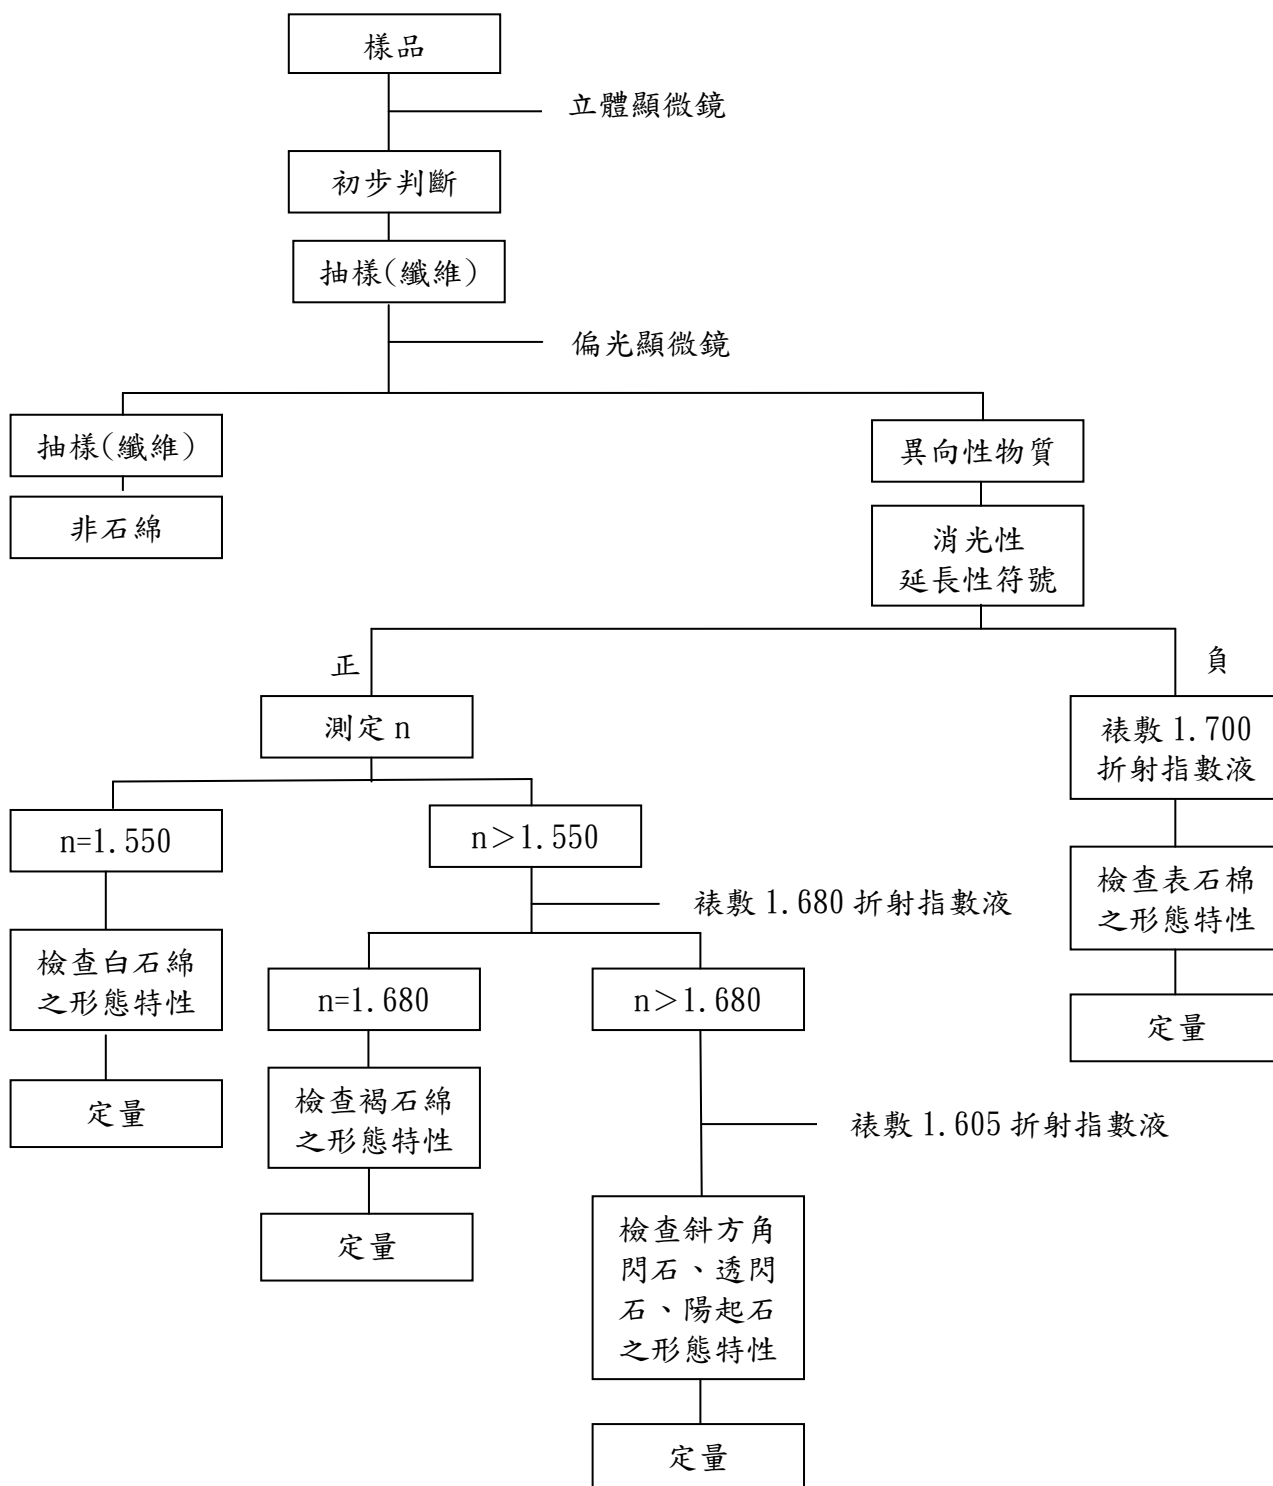 樣品
立體顯微鏡
初步判斷
抽樣(纖維)
偏光顯微鏡
抽樣(纖維)
異向性物質
非石綿
消光性
延長性符號
正
負
測定 n
裱敷 1.700
折射指數液
n=1.550
n＞1.550
檢查表石棉
之形態特性
裱敷 1.680 折射指數液
檢查白石綿
之形態特性
n=1.680
n＞1.680
定量
定量
檢查褐石綿
之形態特性
裱敷 1.605 折射指數液
定量
檢查斜方角
閃石、透閃
石、陽起石
之形態特性
定量